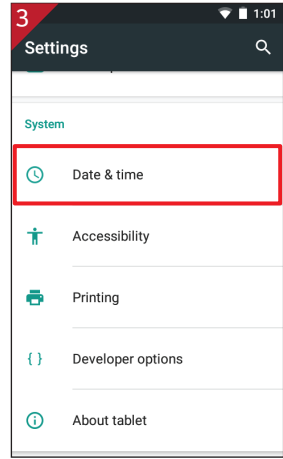 3
1:01
Settings
System
Date & time
Accessibility
Printing
{ } Developer options
About tablet